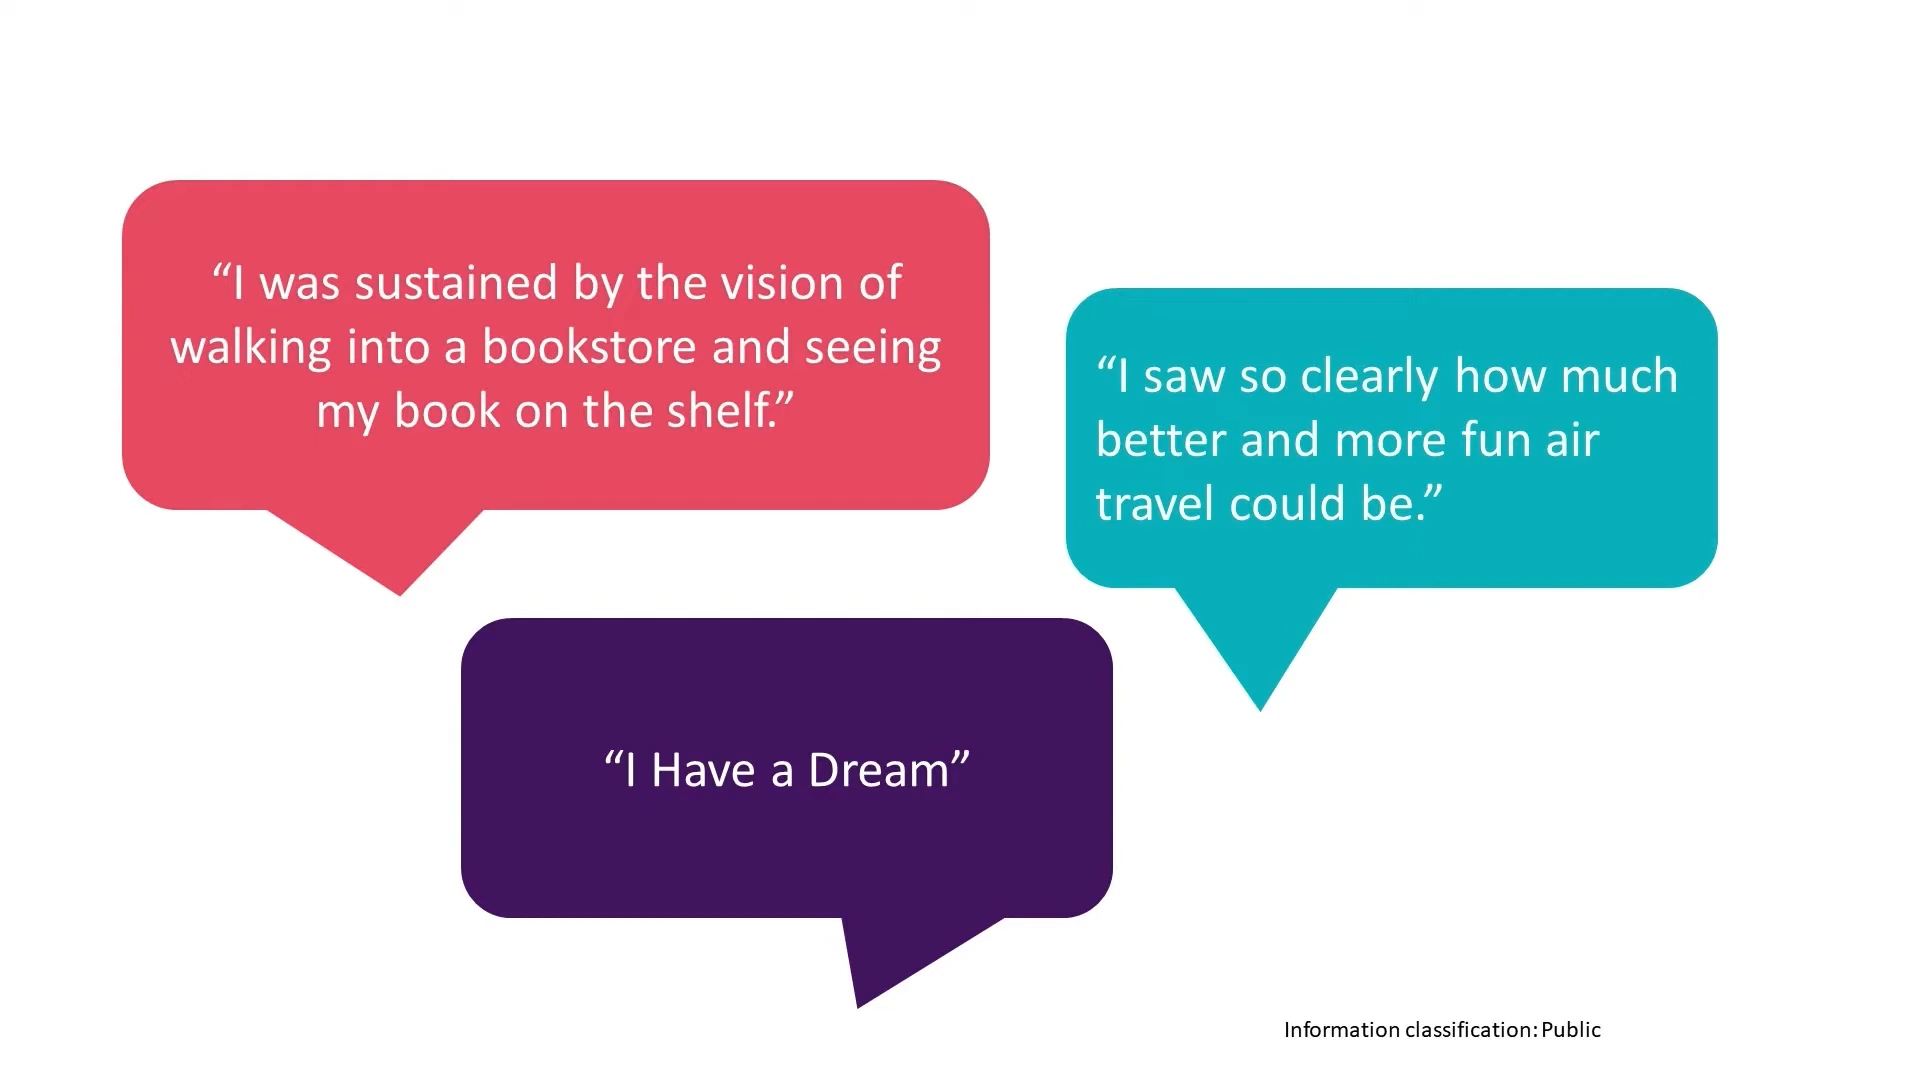 “I was sustained by the vision of
walking into a bookstore and seeing
my book on the shelf.”
“I saw so clearly how much
better and more fun air
travel could be.”
“I Have a Dream”
Information classification: Public